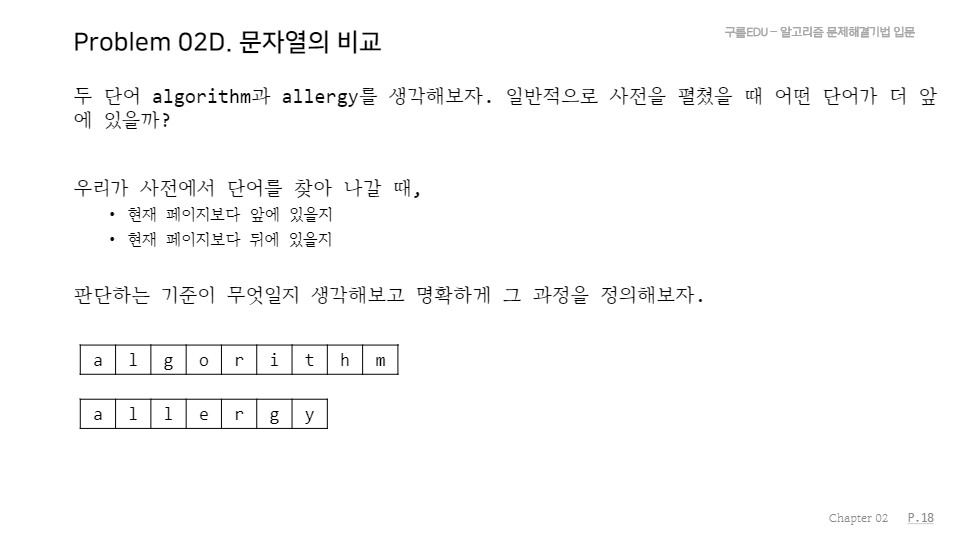 Problem 02D. 문자열의 비교
구름EDU – 알고리즘 문제해결기법 입문
두 단어 algorithm과 allergy를 생각해보자. 일반적으로 사전을 펼쳤을 때 어떤 단어가 더 앞
에 있을까?
우리가 사전에서 단어를 찾아 나갈 때,
• 현재 페이지보다 앞에 있을지
• 현재 페이지보다 뒤에 있을지
판단하는 기준이 무엇일지 생각해보고 명확하게 그 과정을 정의해보자.
a l g o r i t h m
a l l e r g y
Chapter 02 P.18